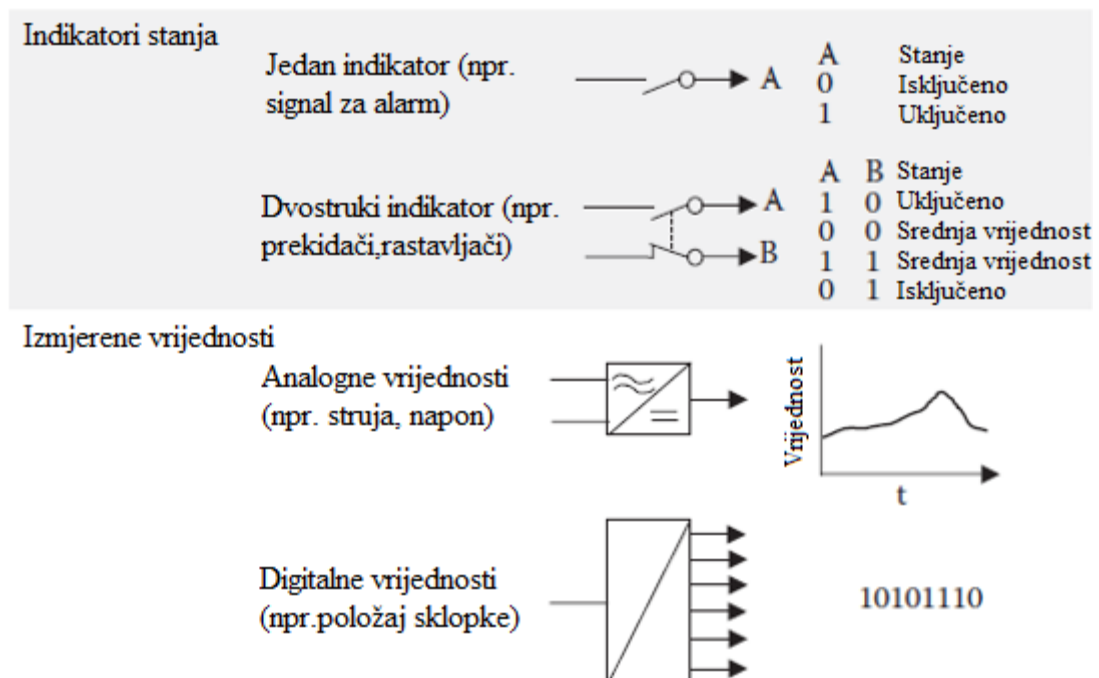 Indikatori stanja
Jedan indikator (npr.
signal za alarm)
A
A Stanje
0 Isključeno
1 Uključeno
Dvostruki indikator (npr.
prekidači,rastavljači)
A
B
A B Stanje
1 0 Uključeno
0 0 Srednja vrijednost
1 1 Srednja vrijednost
0 1 Isključeno
Izmjerene vrijednosti
Analogne vrijednosti
(npr. struja, napon)
Vrijednost
t
Digitalne vrijednosti
(npr.položaj sklopke)
10101110